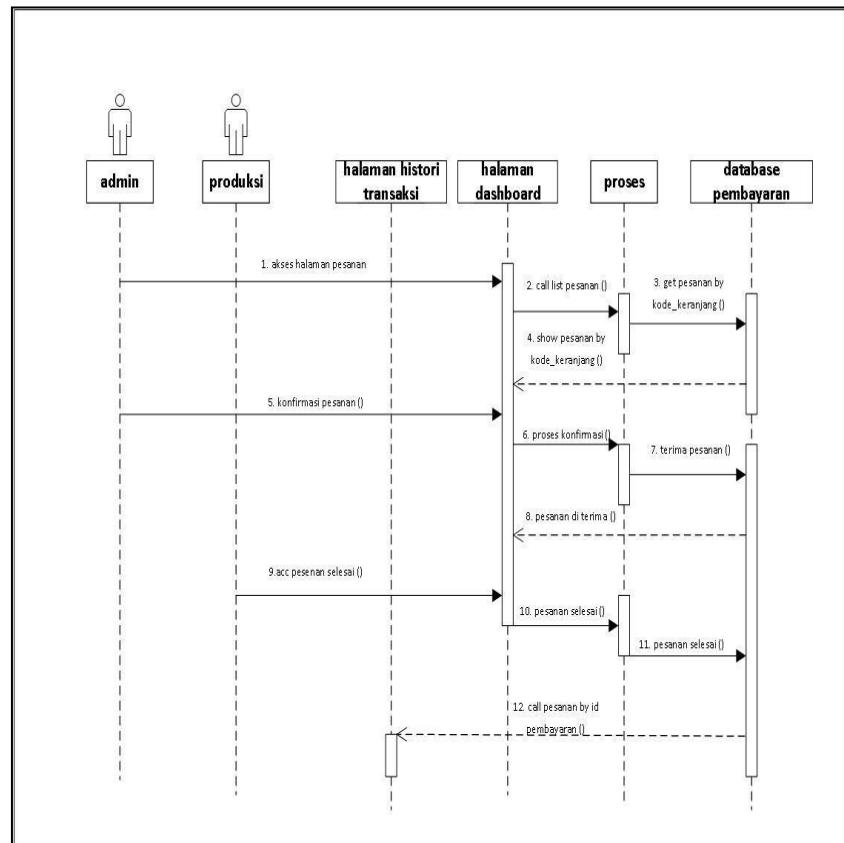 admin
produksi
halaman histori
transaksi
halaman
dashboard
proses
database
pembayaran
1. akses halaman pesanan
2. call list pesanan ()
3. get pesanan by
kode_keranjang ()
4. show pesanan by
kode_keranjang ()
5. konfirmasi pesanan ()
6. proses konfirmasi ()
7. terima pesanan ()
8. pesanan di terima ()
9.acc pesenan selesai ()
10. pesanan selesai ()
11. pesanan selesai ()
12. call pesanan by id
pembayaran ()